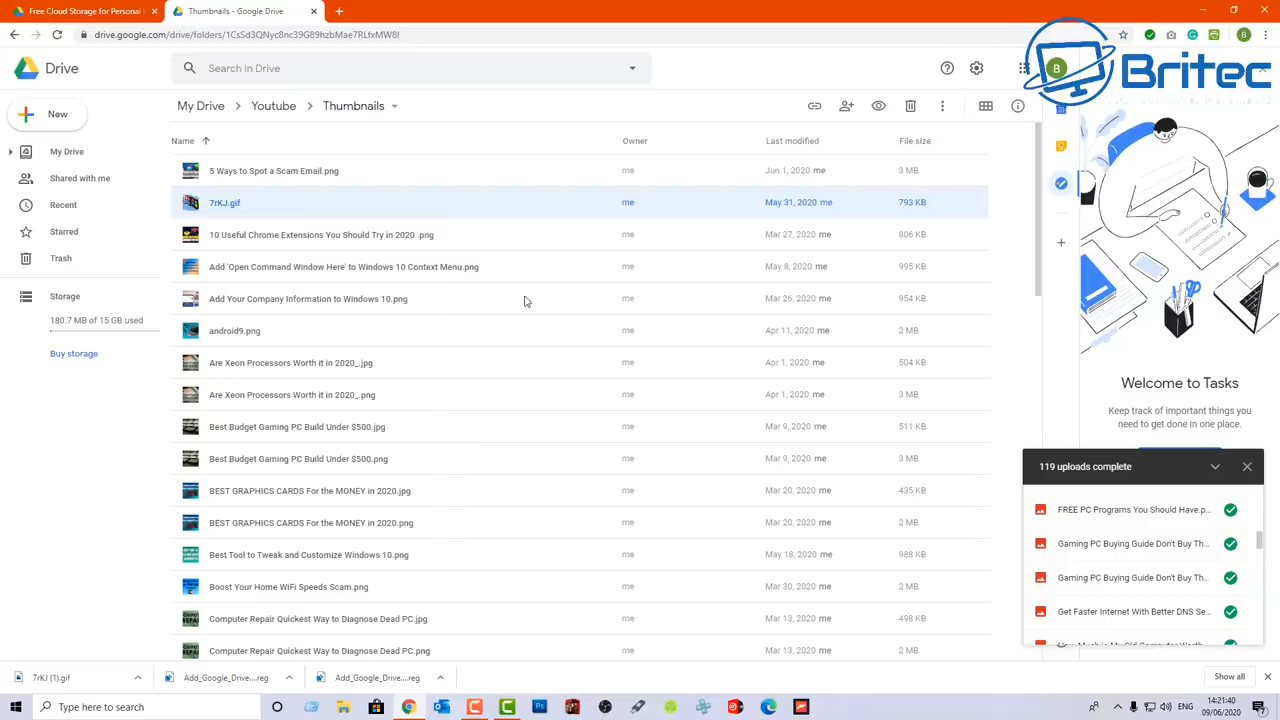 Free Cloud Storage for Personal
Thumbnails - Google Drive
drive.google.com/drive/folders/1CsSd3QNyc8nc39G89hzbMae7RLfxMW8I
Britec
Drive
Search in Drive
B
B
New
My Drive
Youtube
Thumbnails
Name
Owner
Last modified
File size
My Drive
Shared with me
Recent
Starred
Trash
Storage
180.7 MB of 15 GB used
Buy storage
5 Ways to Spot a Scam Email.png me Jun 1, 2020 me 3 MB
7rKJ.gif me May 31, 2020 me 793 KB
10 Useful Chrome Extensions You Should Try in 2020 .png me Mar 27, 2020 me 806 KB
Add 'Open Command Window Here' to Windows 10 Context Menu.png me May 8, 2020 me 995 KB
Add Your Company Information to Windows 10.png me Mar 26, 2020 me 954 KB
android9.png me Apr 11, 2020 me 2 MB
Are Xeon Processors Worth it in 2020_.jpg me Apr 1, 2020 me 504 KB
Are Xeon Processors Worth it in 2020_.png me Apr 1, 2020 me 3 MB
Best Budget Gaming PC Build Under $500.jpg me Mar 9, 2020 me 511 KB
Best Budget Gaming PC Build Under $500.png me Mar 9, 2020 me 3 MB
BEST GRAPHICS CARDS For the MONEY in 2020.jpg me Mar 20, 2020 me 435 KB
BEST GRAPHICS CARDS For the MONEY in 2020.png me Mar 20, 2020 me 2 MB
Best Tool to Tweak and Customize Windows 10.png me May 18, 2020 me 988 KB
Boost Your Home WiFi Speeds Scam.png me Mar 30, 2020 me 2 MB
Computer Repair Quickest Way to Diagnose Dead PC.jpg me Mar 13, 2020 me 498 KB
Computer Repair Quickest Way to Diagnose Dead PC.png me Mar 13, 2020 me 2 MB
Welcome to Tasks
Keep track of important things you
need to get done in one place.
119 uploads complete
FREE PC Programs You Should Have.p...
Gaming PC Buying Guide Don't Buy Th...
Gaming PC Buying Guide Don't Buy Th...
Get Faster Internet With Better DNS Se...
7rKJ (1).gif
Add_Google_Drive....reg
Add_Google_Drive....reg
Show all
Type here to search
ENG
14:21:40
09/06/2020